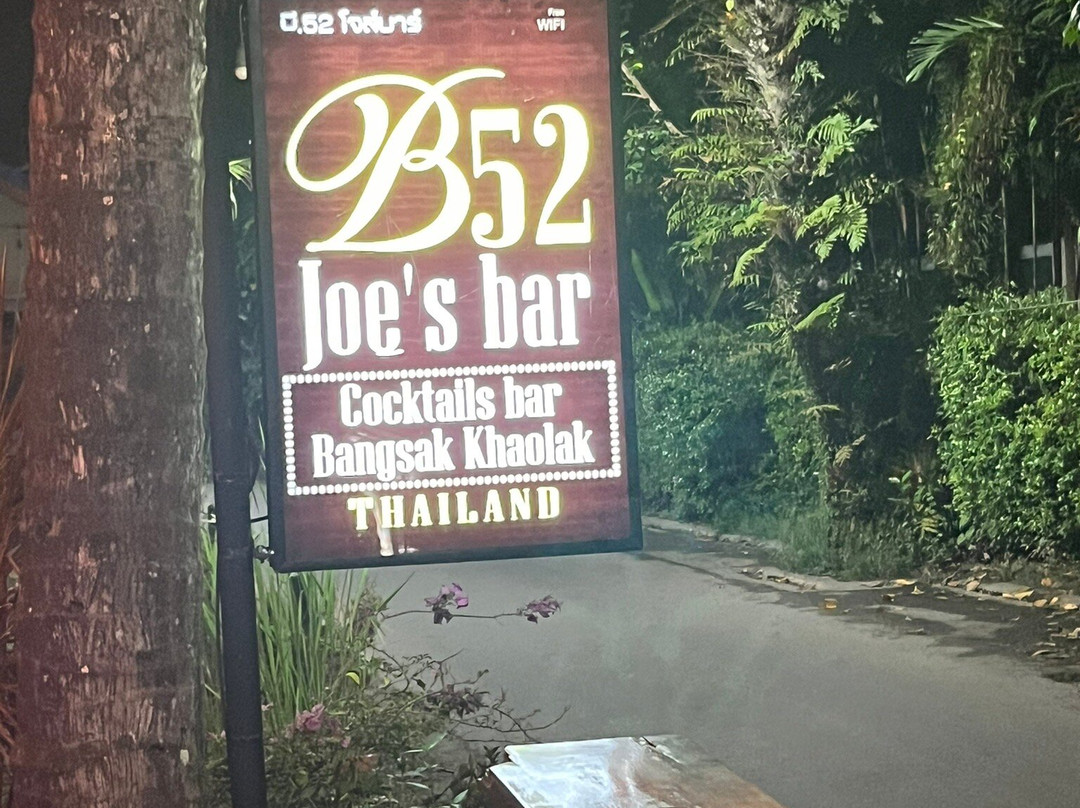 บี.52 โจส์บาร์
Free
WIFI
B52
Joe's bar
Cocktails bar
Bangsak Khaolak
THAILAND